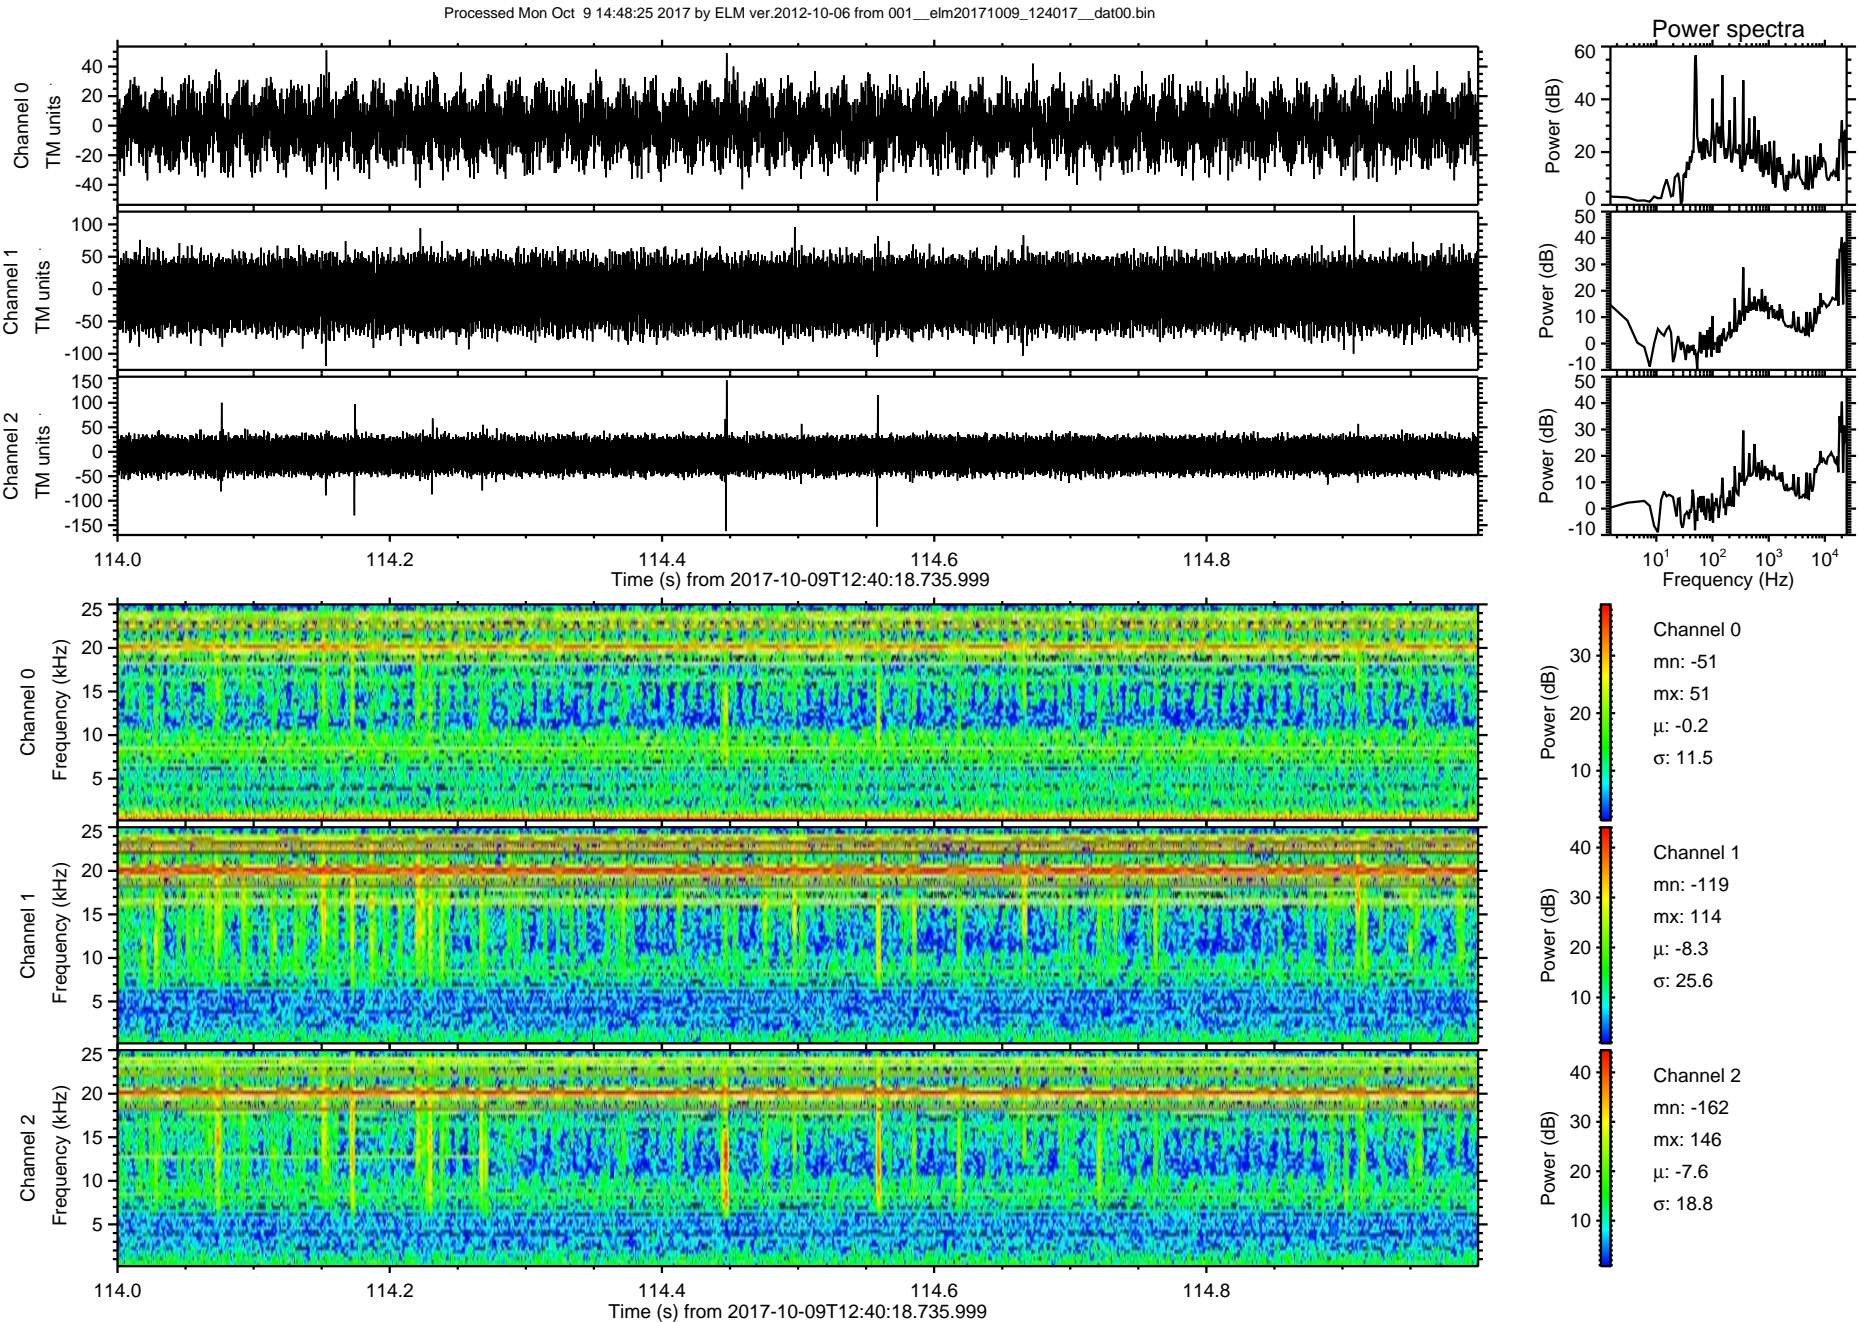 Processed Mon Oct  9 14:48:25 2017 by ELM ver.2012-10-06 from 001__elm20171009_124017__dat00.bin
Power spectra
Channel 0
TM units
40
20
0
-20
-40
Power (dB)
60
40
20
0
Channel 1
TM units
100
50
0
-50
-100
Power (dB)
50
40
30
20
10
0
-10
Channel 2
TM units
150
100
50
0
-50
-100
-150
Power (dB)
50
40
30
20
10
0
-10
114.0 114.2 114.4 114.6 114.8
Time (s) from 2017-10-09T12:40:18.735.999
10¹ 10² 10³ 10⁴
Frequency (Hz)
Channel 0
Frequency (kHz)
25
20
15
10
5
Power (dB)
30
20
10
Channel 0
mn: -51
mx: 51
μ: -0.2
σ: 11.5
Channel 1
Frequency (kHz)
25
20
15
10
5
Power (dB)
40
30
20
10
Channel 1
mn: -119
mx: 114
μ: -8.3
σ: 25.6
Channel 2
Frequency (kHz)
25
20
15
10
5
Power (dB)
40
30
20
10
Channel 2
mn: -162
mx: 146
μ: -7.6
σ: 18.8
114.0 114.2 114.4 114.6 114.8
Time (s) from 2017-10-09T12:40:18.735.999